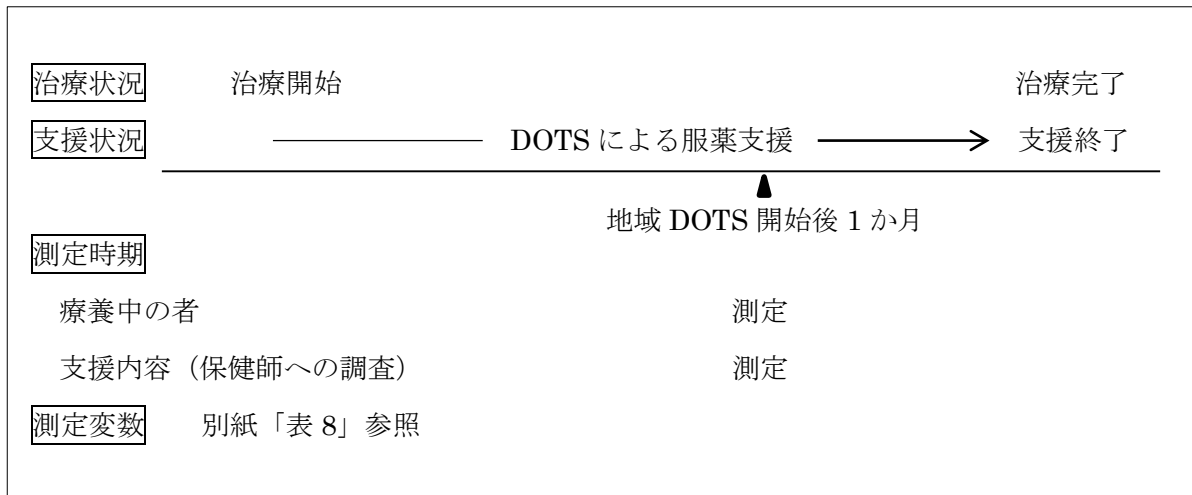 治療状況 治療開始 治療完了
支援状況 DOTS による服薬支援 支援終了
地域 DOTS 開始後 1 か月
測定時期
療養中の者 測定
支援内容（保健師への調査） 測定
測定変数 別紙「表 8」参照